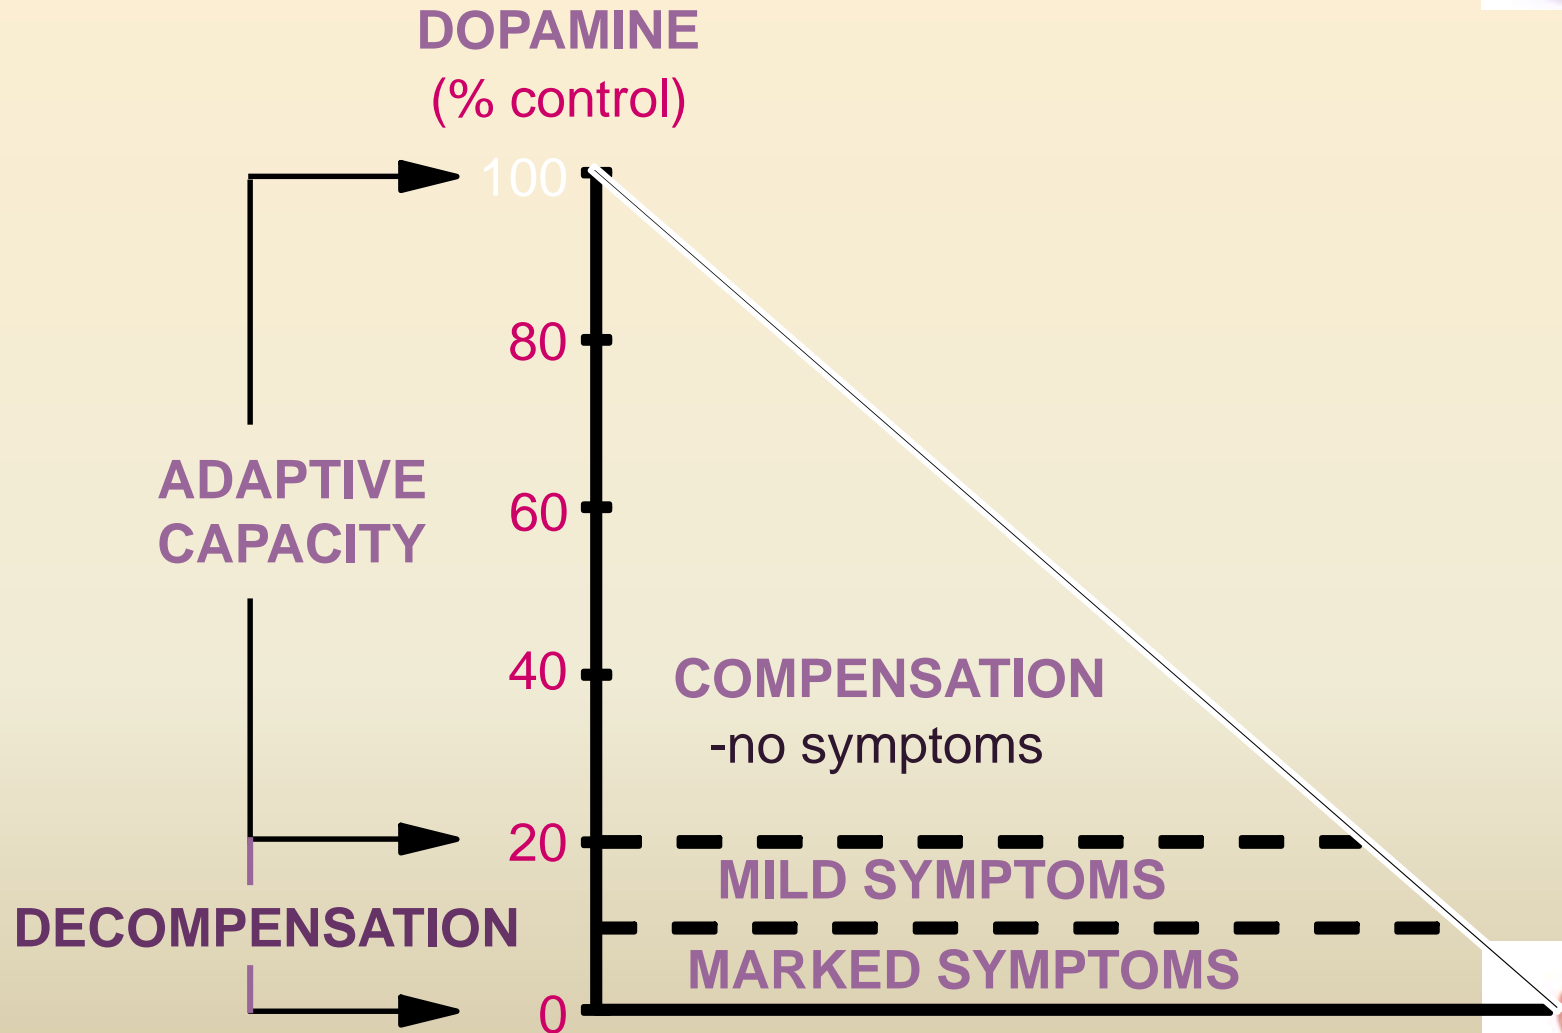 DOPAMINE
(% control)
100
80
ADAPTIVE
CAPACITY
60
40
COMPENSATION
-no symptoms
20
MILD SYMPTOMS
DECOMPENSATION
MARKED SYMPTOMS
0